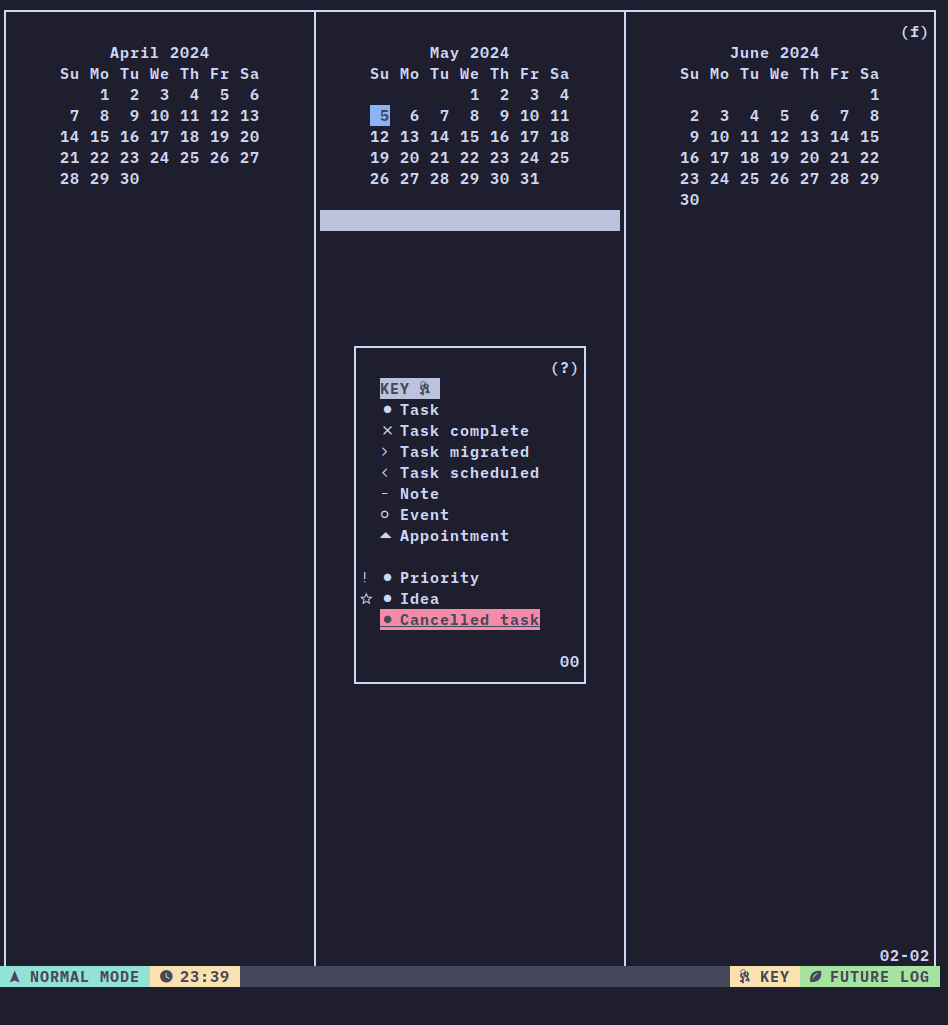 (f)
April 2024
Su Mo Tu We Th Fr Sa
1 2 3 4 5 6
7 8 9 10 11 12 13
14 15 16 17 18 19 20
21 22 23 24 25 26 27
28 29 30
May 2024
Su Mo Tu We Th Fr Sa
1 2 3 4
5 6 7 8 9 10 11
12 13 14 15 16 17 18
19 20 21 22 23 24 25
26 27 28 29 30 31
June 2024
Su Mo Tu We Th Fr Sa
1
2 3 4 5 6 7 8
9 10 11 12 13 14 15
16 17 18 19 20 21 22
23 24 25 26 27 28 29
30
(?)
KEY
● Task
× Task complete
> Task migrated
< Task scheduled
- Note
○ Event
▲ Appointment
! ● Priority
☆ ● Idea
● Cancelled task
00
02-02
NORMAL MODE 23:39 KEY FUTURE LOG